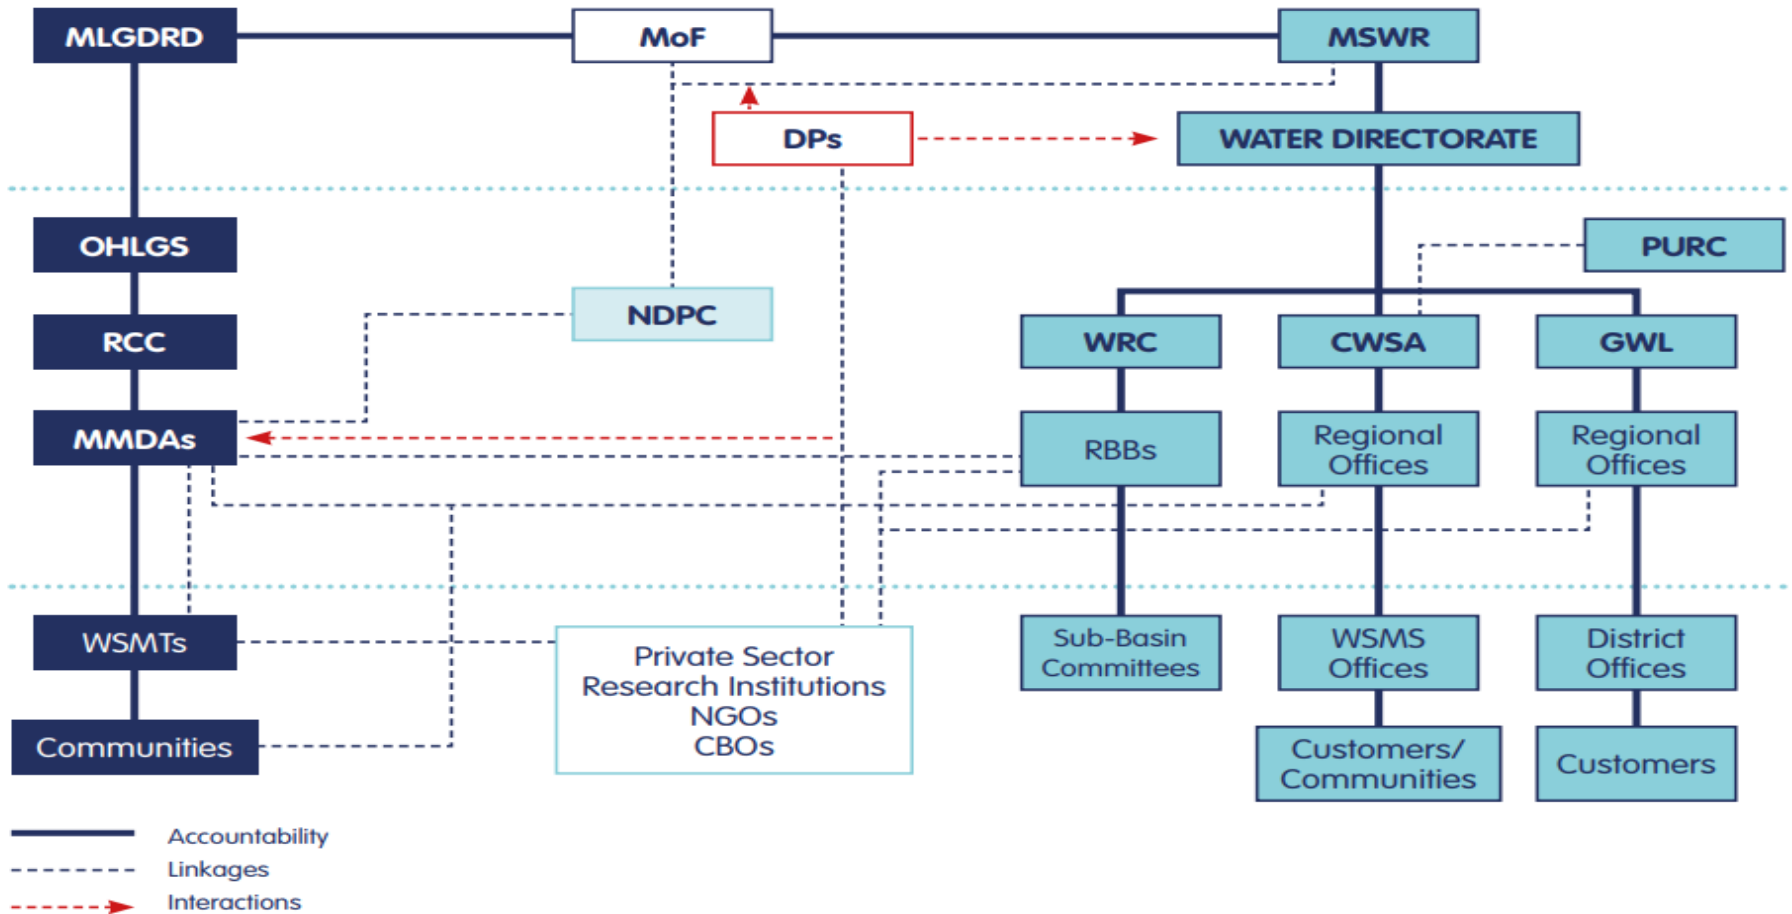 MLGDRD
MoF
MSWR
DPs
WATER DIRECTORATE
OHLGS
PURC
NDPC
RCC
WRC
CWSA
GWL
MMDAs
RBBs
Regional
Offices
Regional
Offices
WSMTs
Private Sector
Research Institutions
NGOs
CBOs
Sub-Basin
Committees
WSMS
Offices
District
Offices
Communities
Customers/
Communities
Customers
Accountability
Linkages
Interactions